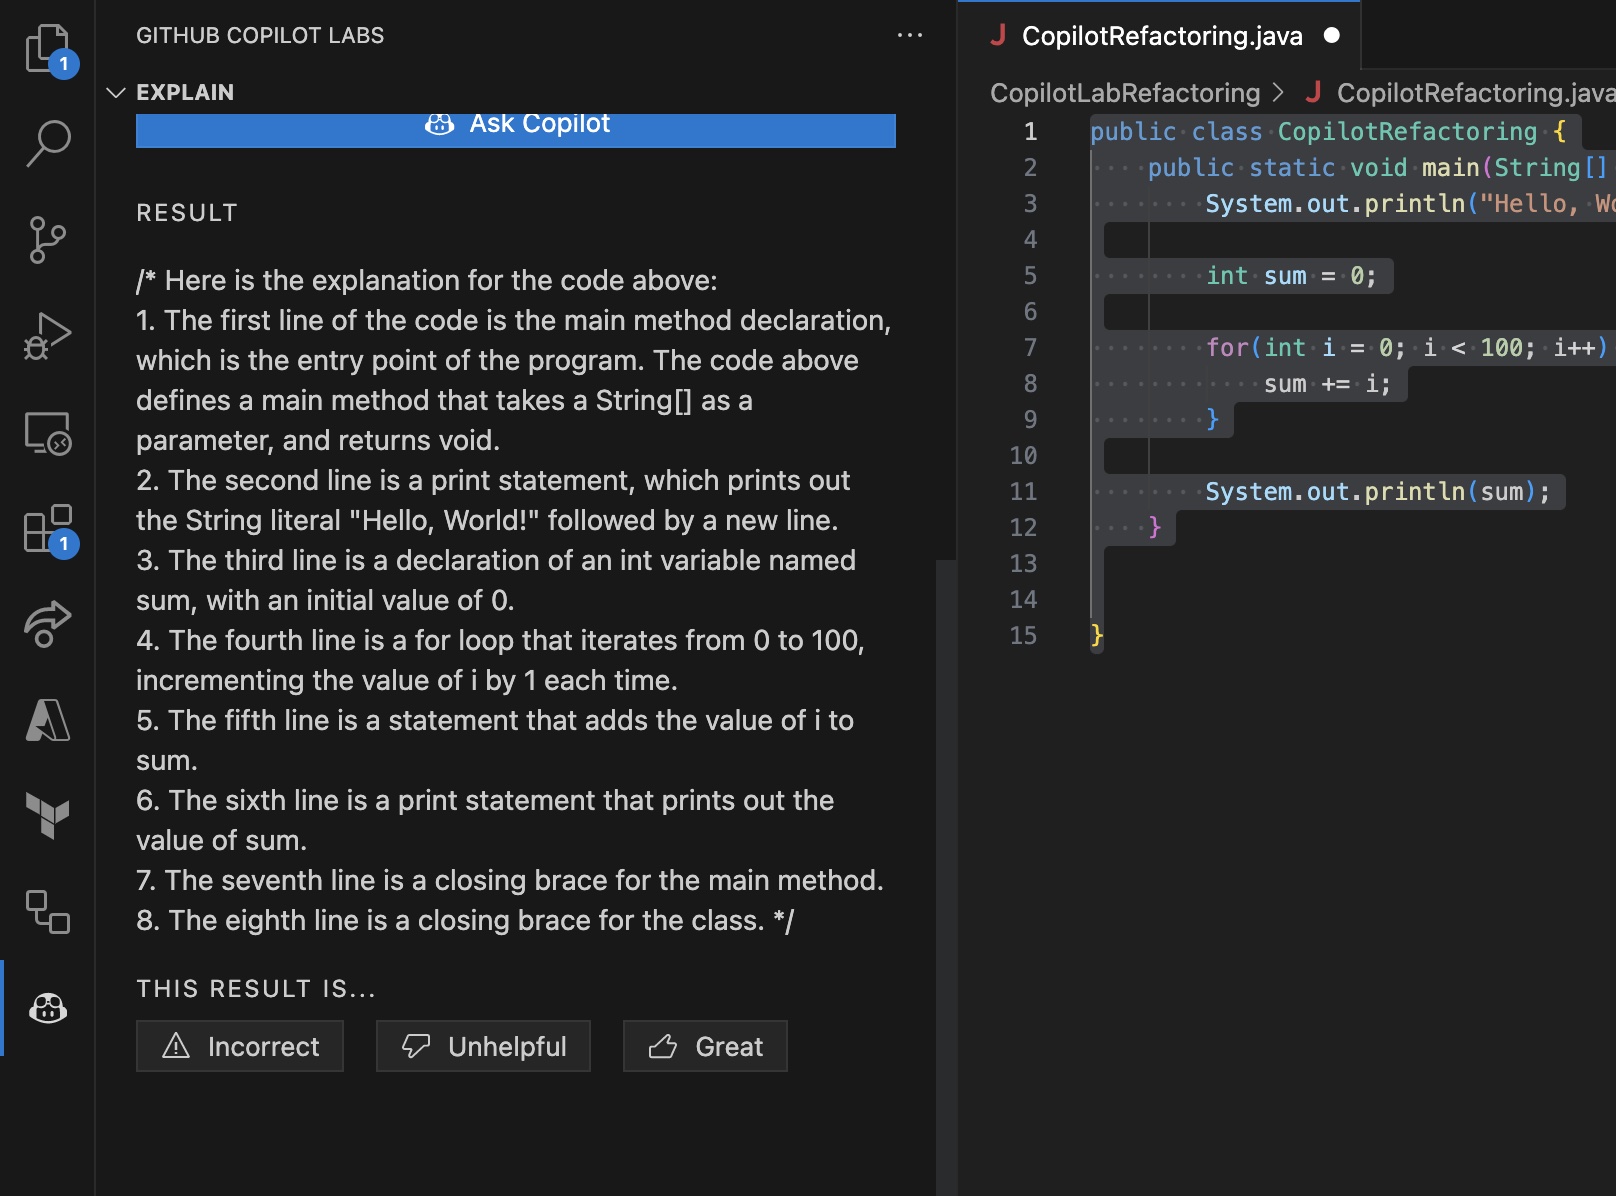 GITHUB COPILOT LABS
EXPLAIN
Ask Copilot
RESULT
/* Here is the explanation for the code above:
1. The first line of the code is the main method declaration,
which is the entry point of the program. The code above
defines a main method that takes a String[] as a
parameter, and returns void.
2. The second line is a print statement, which prints out
the String literal "Hello, World!" followed by a new line.
3. The third line is a declaration of an int variable named
sum, with an initial value of 0.
4. The fourth line is a for loop that iterates from 0 to 100,
incrementing the value of i by 1 each time.
5. The fifth line is a statement that adds the value of i to
sum.
6. The sixth line is a print statement that prints out the
value of sum.
7. The seventh line is a closing brace for the main method.
8. The eighth line is a closing brace for the class. */
THIS RESULT IS...
Incorrect
Unhelpful
Great
1
1
CopilotRefactoring.java
CopilotLabRefactoring > CopilotRefactoring.java
1 public class CopilotRefactoring {
2 public static void main(String[]
3 System.out.println("Hello, Wo
4
5 int sum = 0;
6
7 for(int i = 0; i < 100; i++)
8 sum += i;
9 }
10
11 System.out.println(sum);
12 }
13
14
15 }